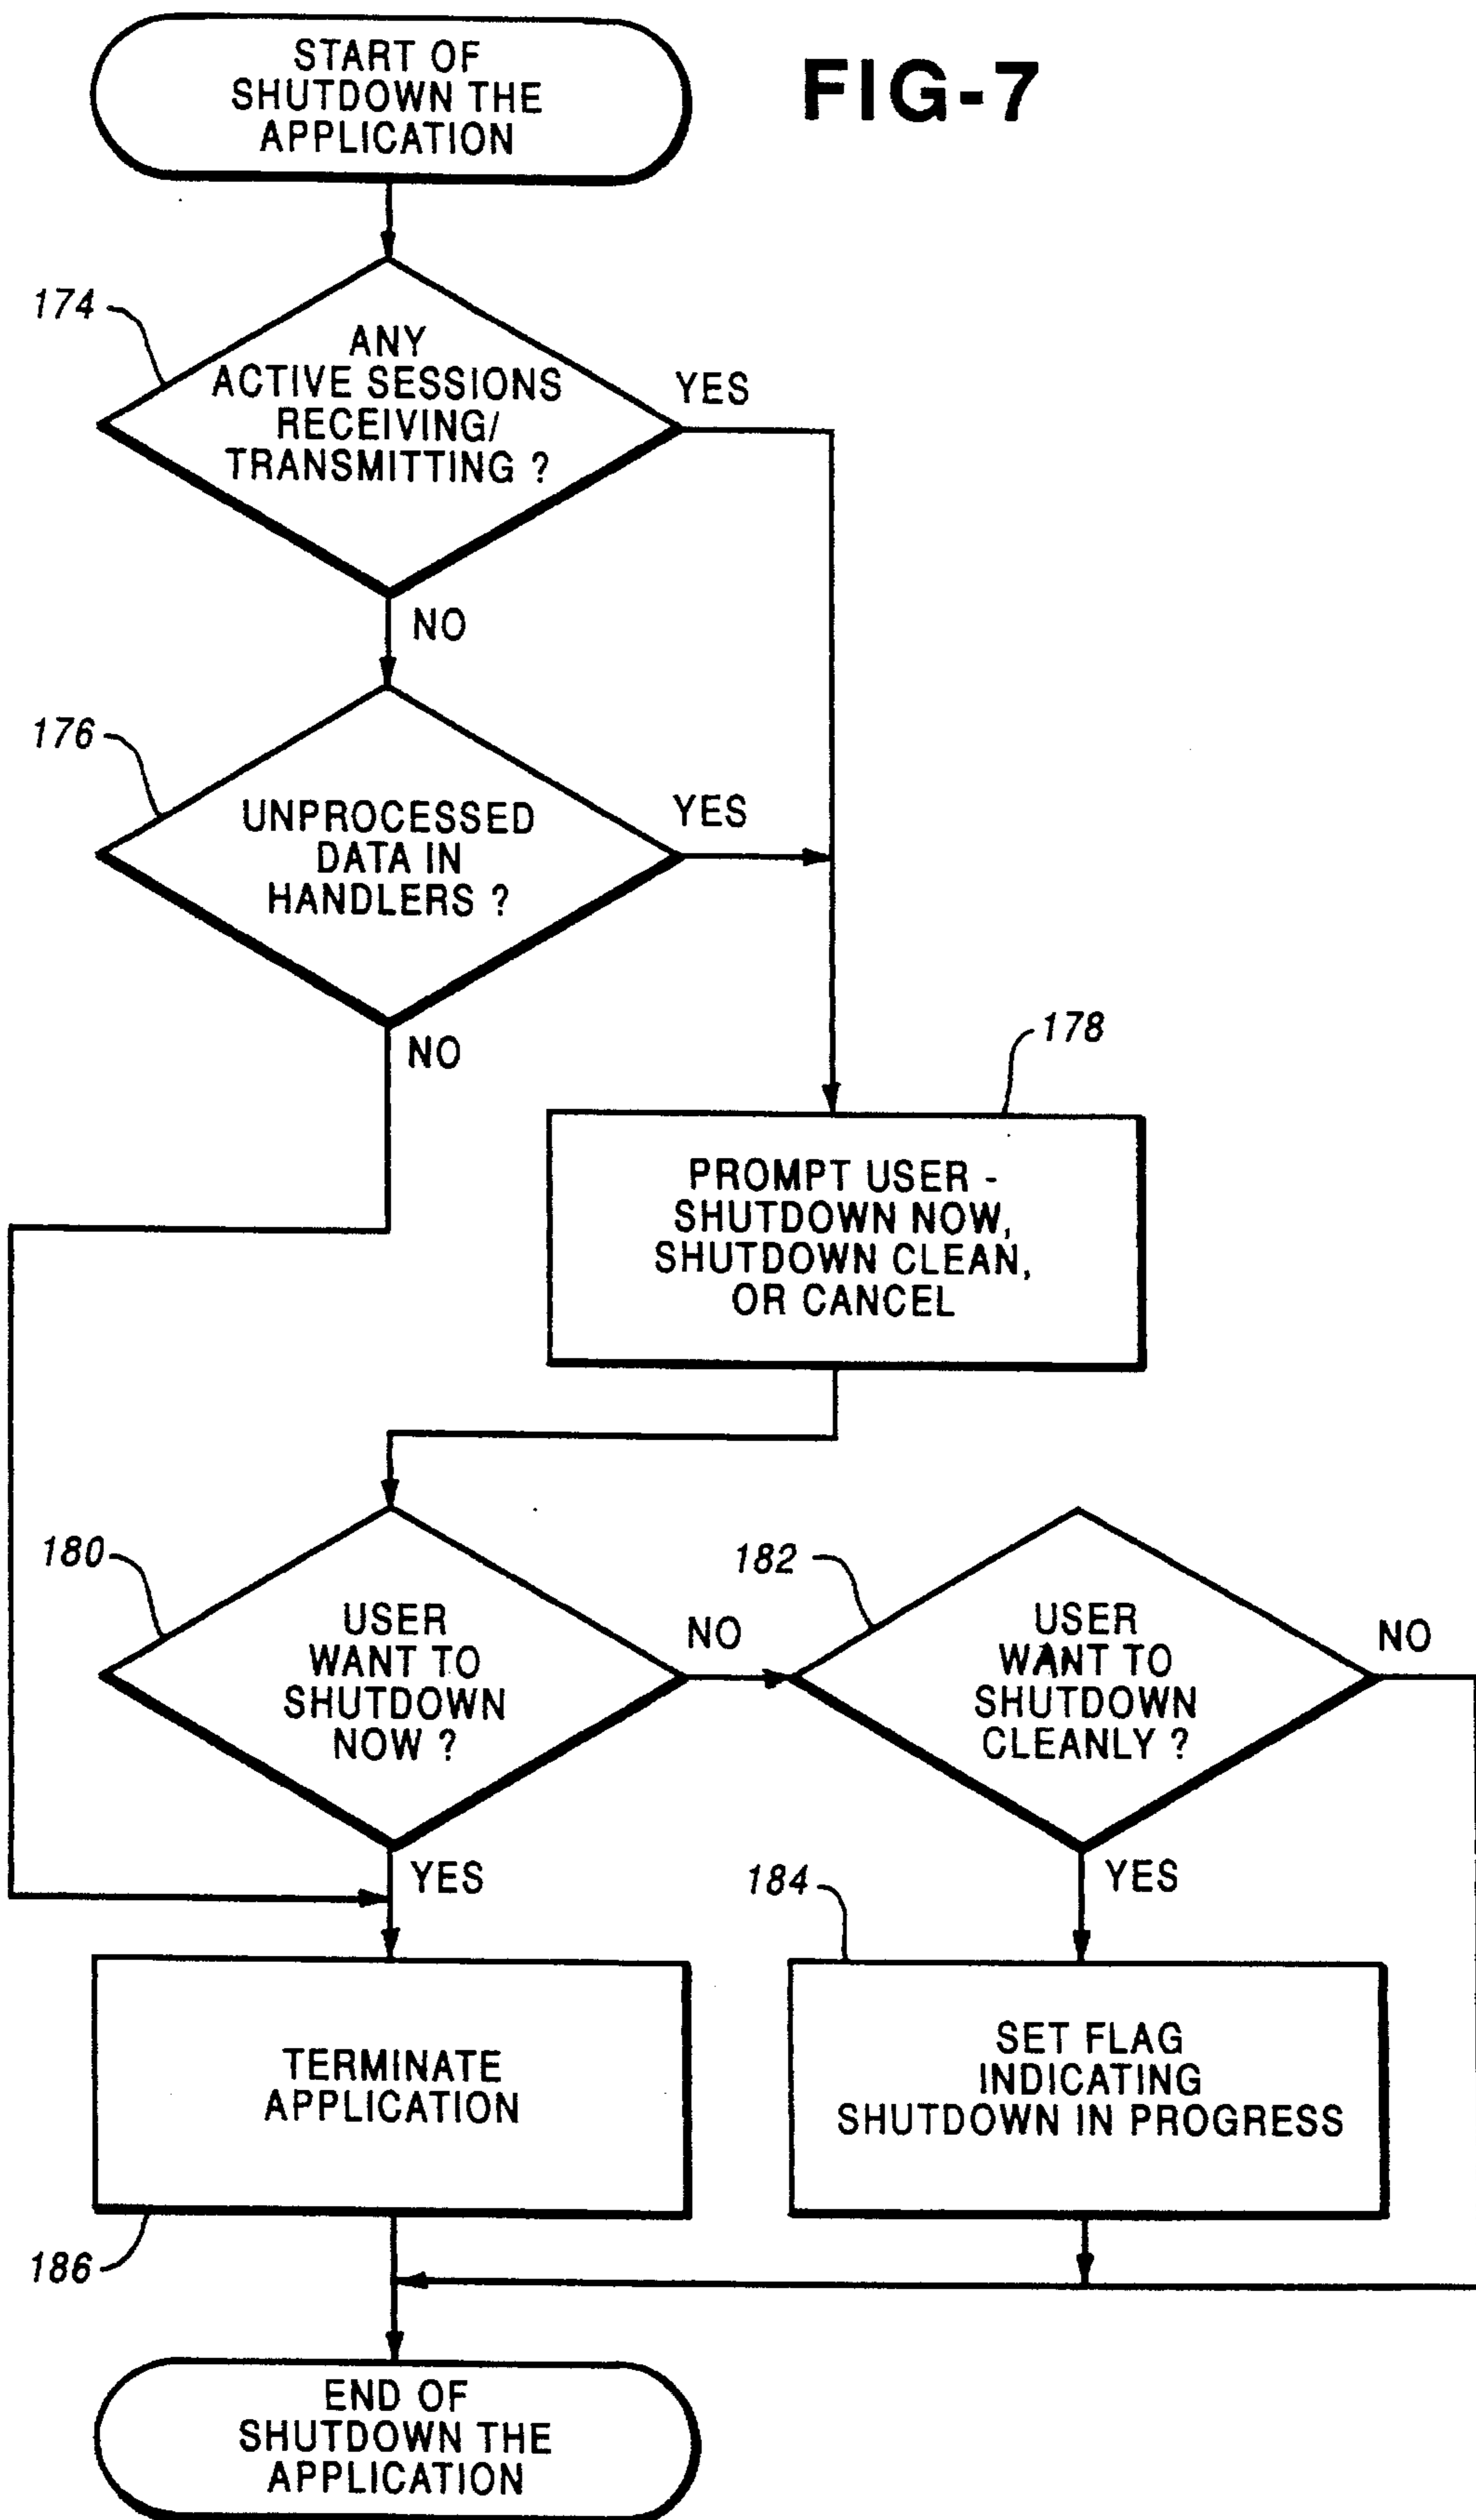 START OF
SHUTDOWN THE
APPLICATION
FIG-7
174
ANY
ACTIVE SESSIONS
RECEIVING/
TRANSMITTING ?
YES
NO
176
UNPROCESSED
DATA IN
HANDLERS ?
YES
NO
178
PROMPT USER -
SHUTDOWN NOW,
SHUTDOWN CLEAN,
OR CANCEL
180
USER
WANT TO
SHUTDOWN
NOW ?
NO
YES
182
USER
WANT TO
SHUTDOWN
CLEANLY ?
NO
YES
184
TERMINATE
APPLICATION
186
SET FLAG
INDICATING
SHUTDOWN IN PROGRESS
END OF
SHUTDOWN THE
APPLICATION